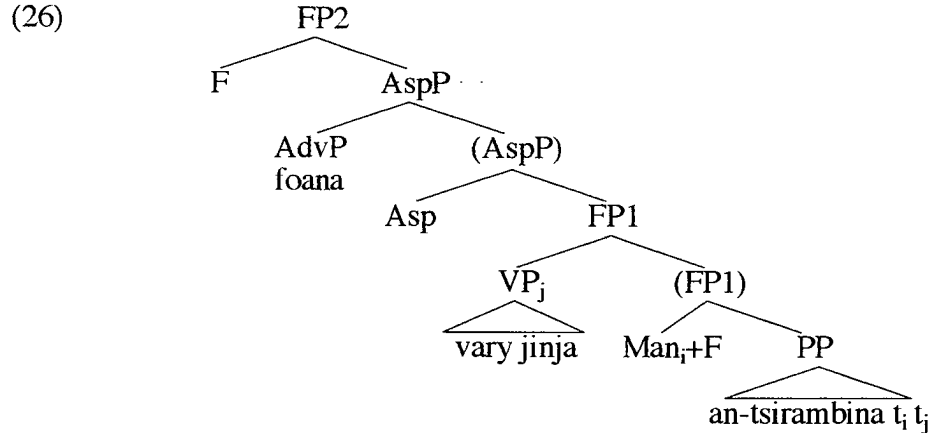 (26) FP2
F AspP
AdvP (AspP)
foana
Asp FP1
VPj (FP1)
vary jinja Mani+F PP
an-tsirambina ti tj